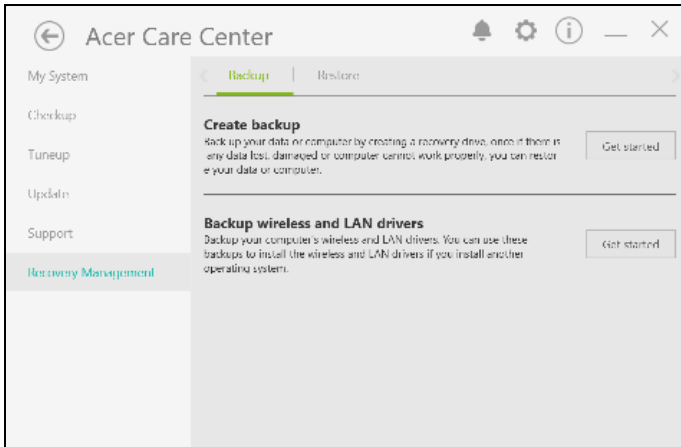 Acer Care Center
My System
Checkup
Tuneup
Update
Support
Recovery Management
Backup
Restore
Create backup
Back up your data or computer by creating a recovery drive, once if there is
any data lost, damaged or computer cannot work properly, you can restor
e your data or computer.
Get started
Backup wireless and LAN drivers
Backup your computer's wireless and LAN drivers. You can use these
backups to install the wireless and LAN drivers if you install another
operating system.
Get started